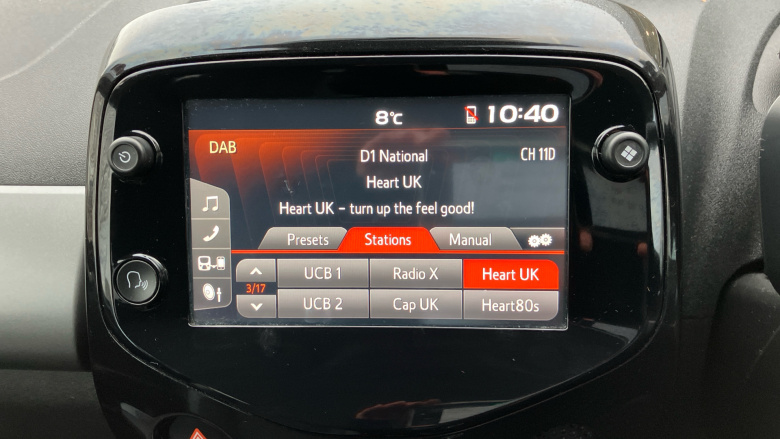 8°C 10:40
DAB
D1 National CH 11D
Heart UK
Heart UK – turn up the feel good!
Presets Stations Manual
UCB 1 Radio X Heart UK
3/17
UCB 2 Cap UK Heart80s